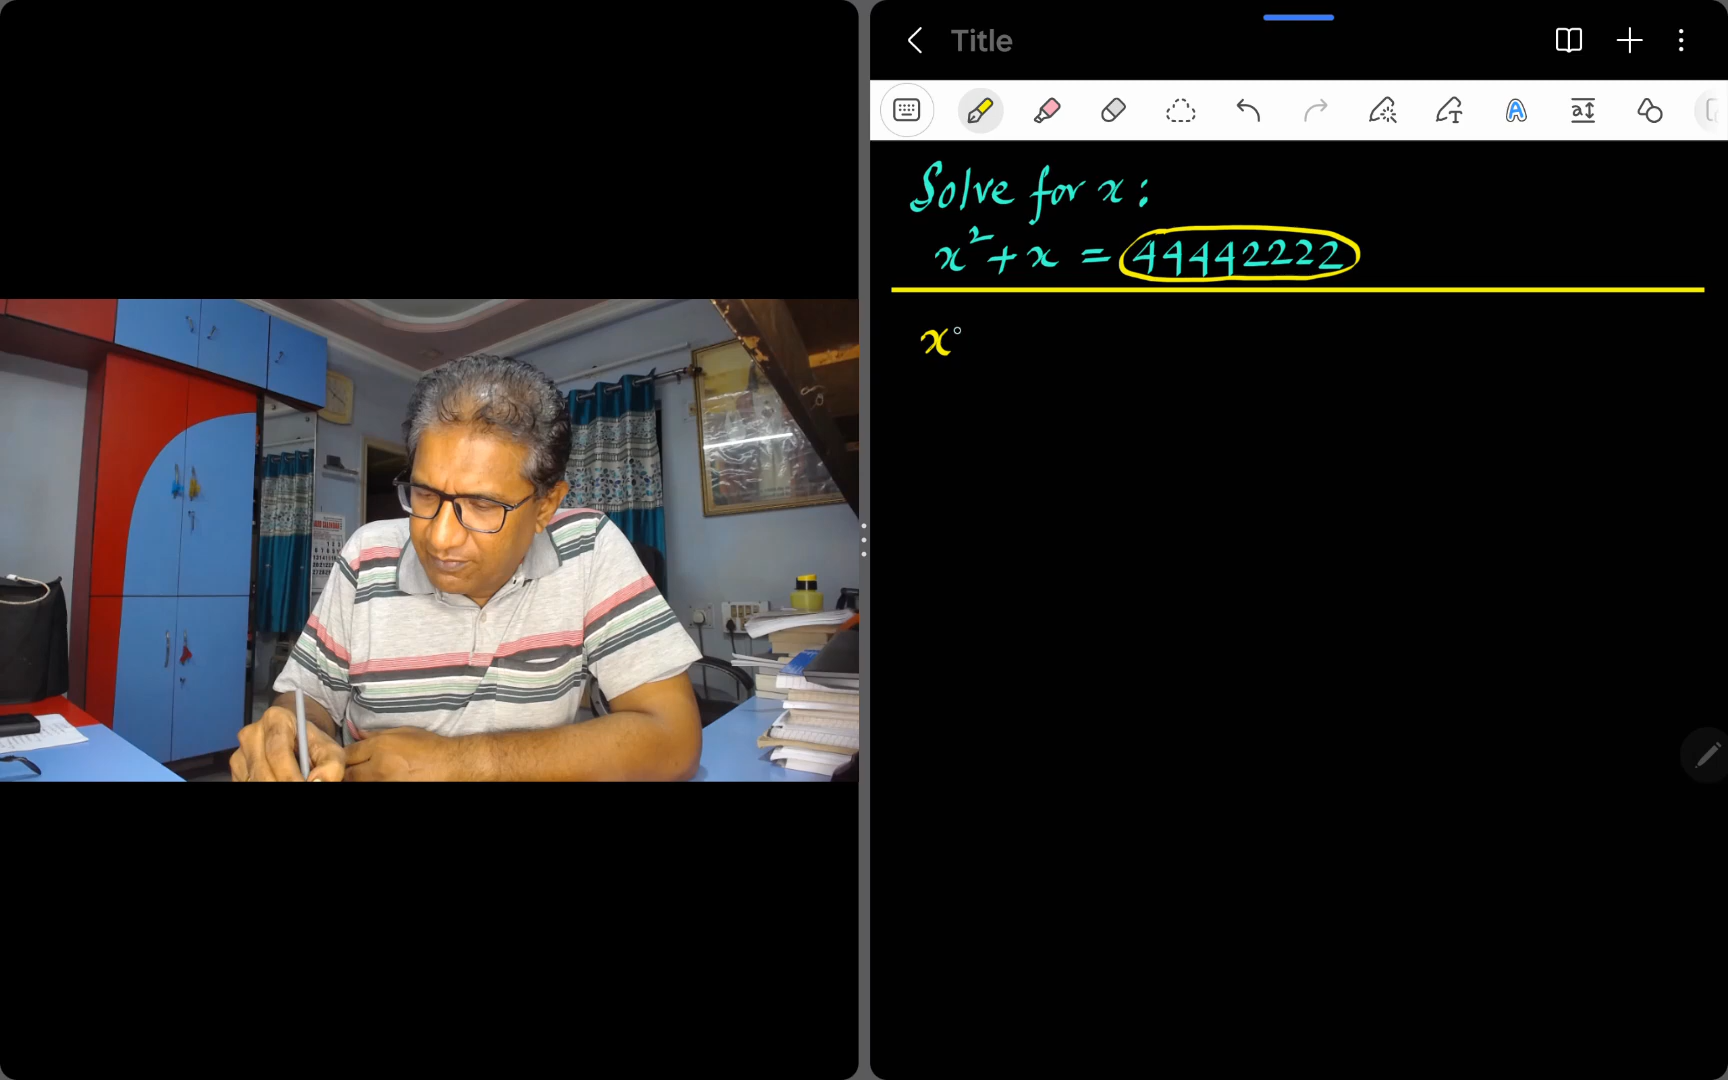 Title
Solve for x:
x² + x = 44442222
x